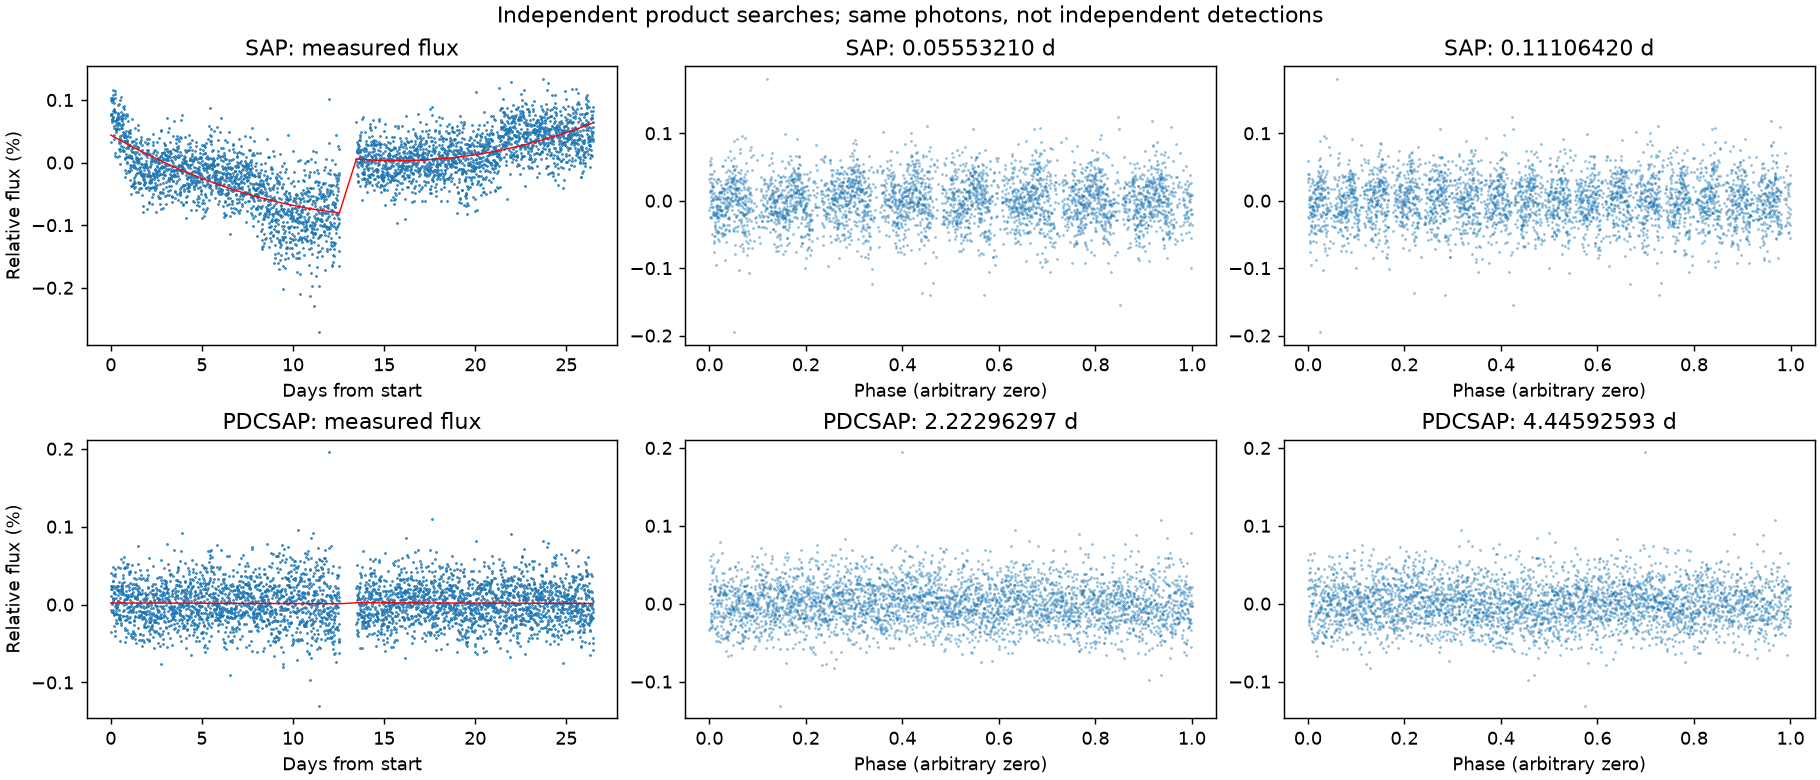 Independent product searches; same photons, not independent detections
SAP: measured flux
SAP: 0.05553210 d
SAP: 0.11106420 d
Relative flux (%)
0.1
0.0
−0.1
−0.2
0 5 10 15 20 25
Days from start
0.1
0.0
−0.1
−0.2
0.0 0.2 0.4 0.6 0.8 1.0
Phase (arbitrary zero)
0.1
0.0
−0.1
−0.2
0.0 0.2 0.4 0.6 0.8 1.0
Phase (arbitrary zero)
PDCSAP: measured flux
PDCSAP: 2.22296297 d
PDCSAP: 4.44592593 d
Relative flux (%)
0.2
0.1
0.0
−0.1
0 5 10 15 20 25
Days from start
0.2
0.1
0.0
−0.1
0.0 0.2 0.4 0.6 0.8 1.0
Phase (arbitrary zero)
0.2
0.1
0.0
−0.1
0.0 0.2 0.4 0.6 0.8 1.0
Phase (arbitrary zero)